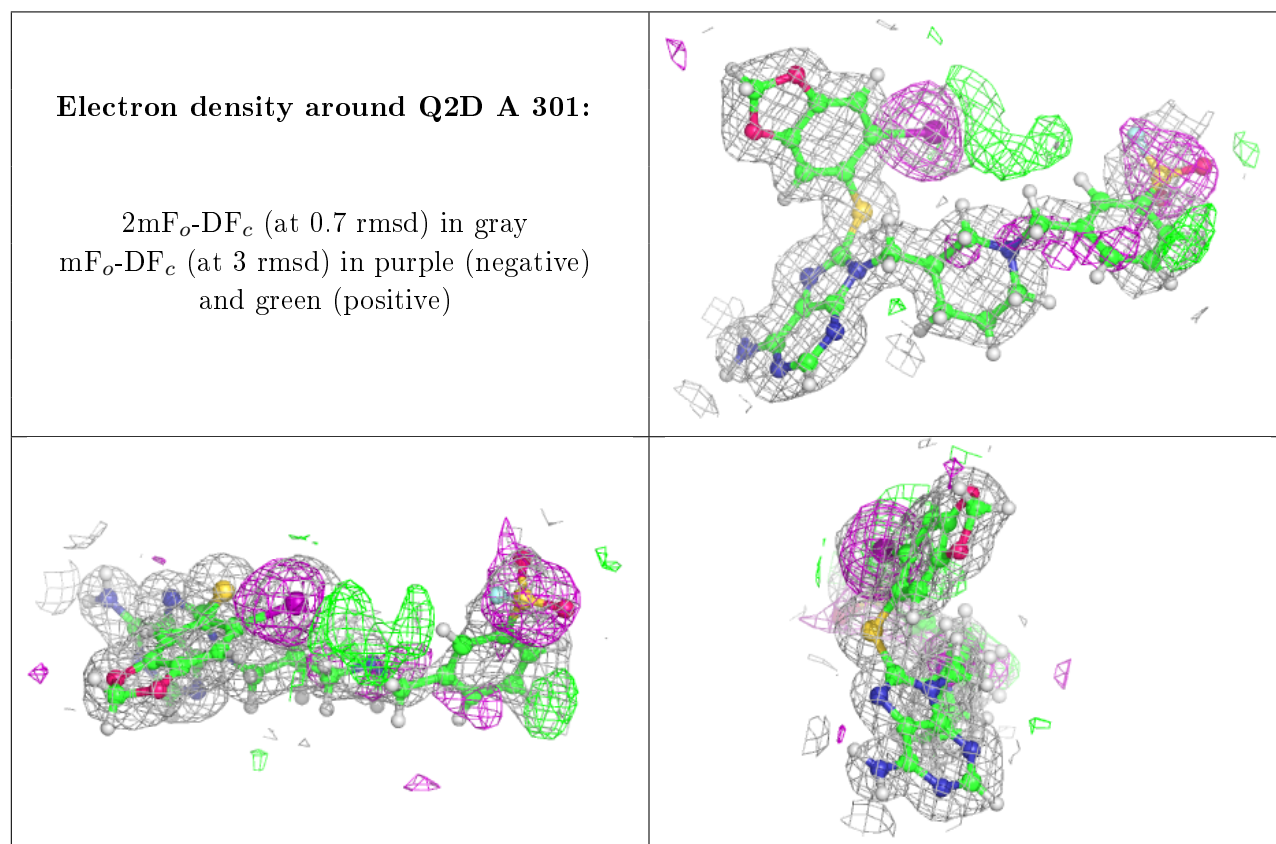 Electron density around Q2D A 301:
2mFo-DFc (at 0.7 rmsd) in gray
mFo-DFc (at 3 rmsd) in purple (negative)
and green (positive)